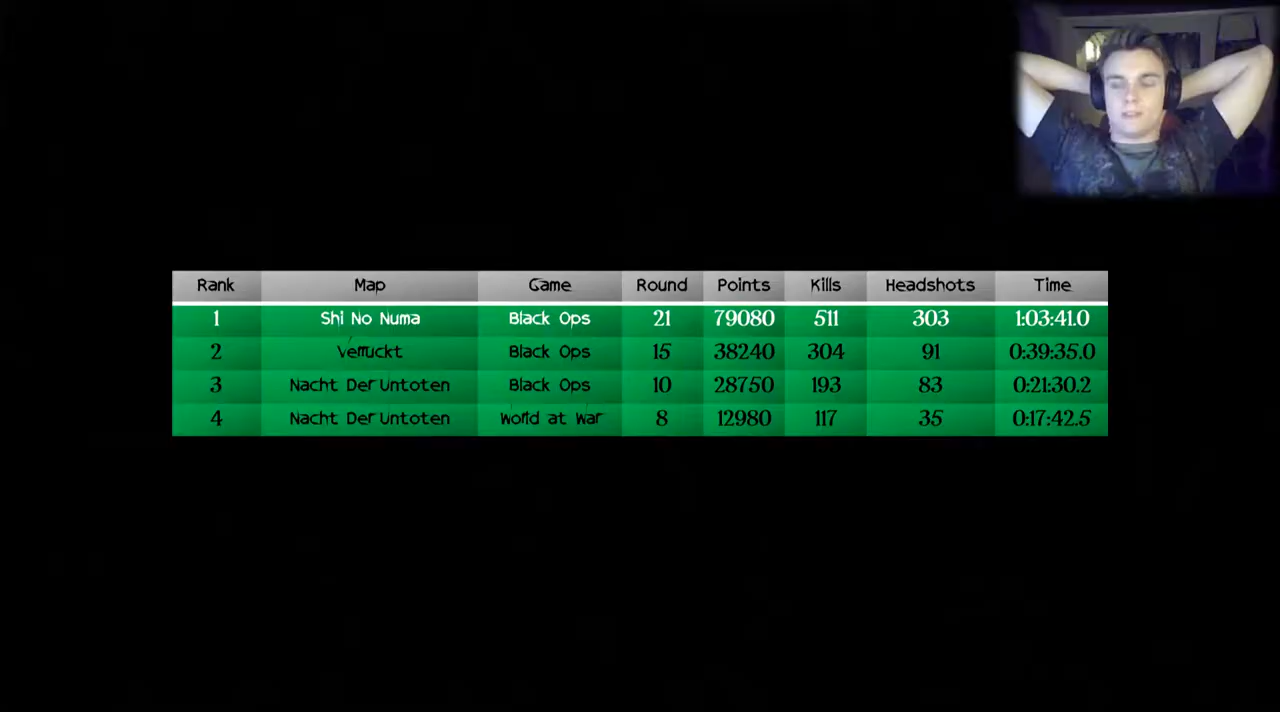 Rank Map Game Round Points Kills Headshots Time
1 Shi No Numa Black Ops 21 79080 511 303 1:03:41.0
2 Verruckt Black Ops 15 38240 304 91 0:39:35.0
3 Nacht Der Untoten Black Ops 10 28750 193 83 0:21:30.2
4 Nacht Der Untoten World at War 8 12980 117 35 0:17:42.5